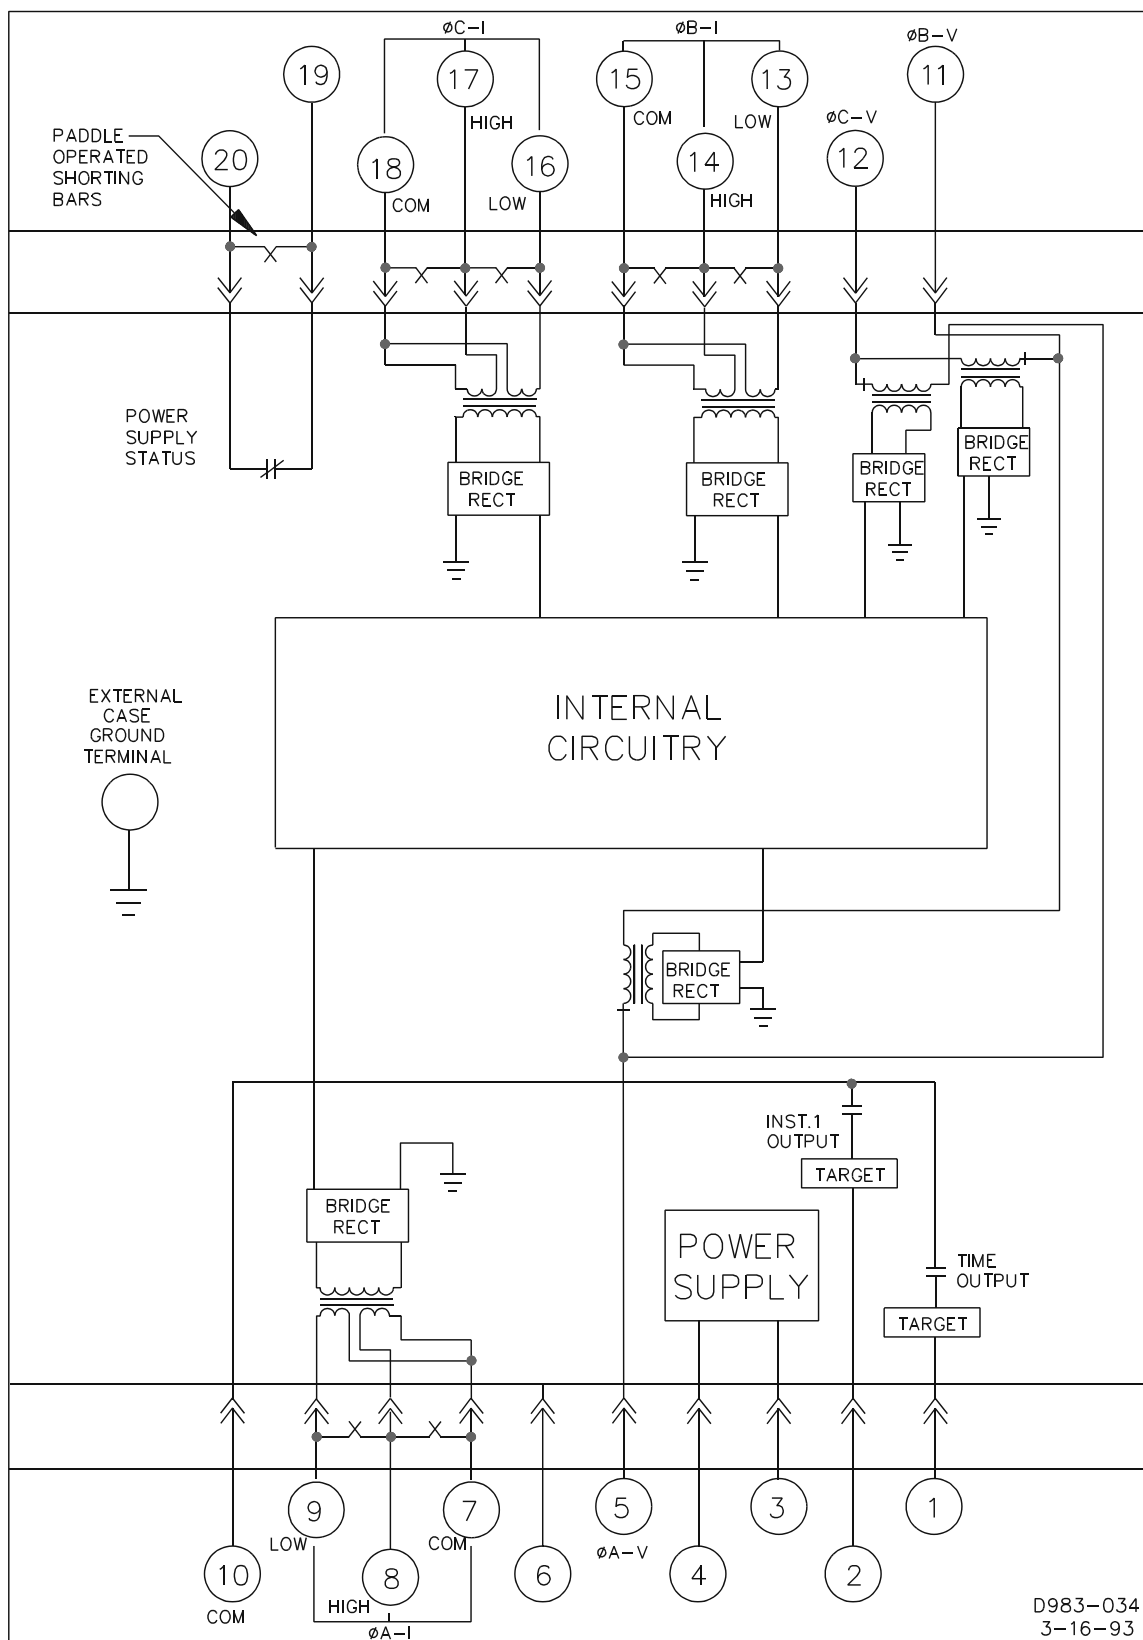 øC-I
øB-I
øB-V
19
17
15
13
11
HIGH
COM
LOW
øC-V
PADDLE
OPERATED
SHORTING
BARS
20
18
16
14
12
COM
LOW
HIGH
POWER
SUPPLY
STATUS
BRIDGE
RECT
BRIDGE
RECT
BRIDGE
RECT
BRIDGE
RECT
INTERNAL
CIRCUITRY
EXTERNAL
CASE
GROUND
TERMINAL
BRIDGE
RECT
INST.1
OUTPUT
TARGET
BRIDGE
RECT
POWER
SUPPLY
TIME
OUTPUT
TARGET
9
7
5
3
1
LOW
COM
øA-V
10
8
6
4
2
COM
HIGH
øA-I
D983-034
3-16-93